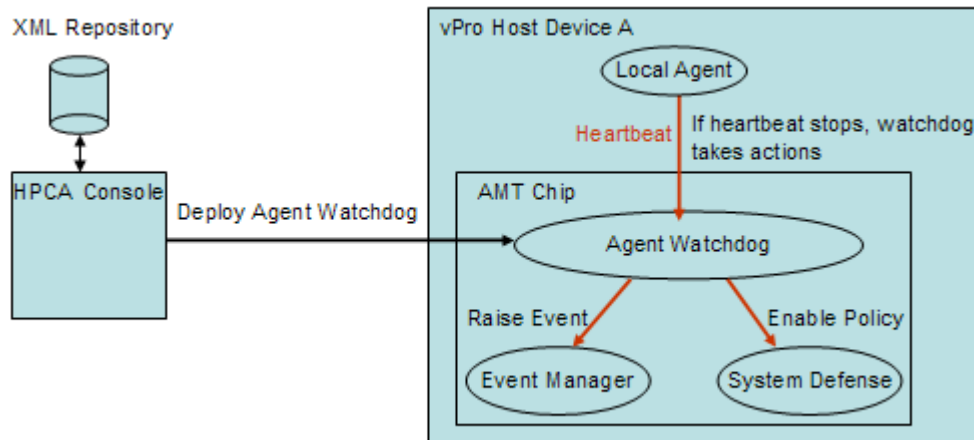 XML Repository
vPro Host Device A
Local Agent
Heartbeat
If heartbeat stops, watchdog
takes actions
HPCA Console
AMT Chip
Deploy Agent Watchdog
Agent Watchdog
Raise Event
Enable Policy
Event Manager
System Defense